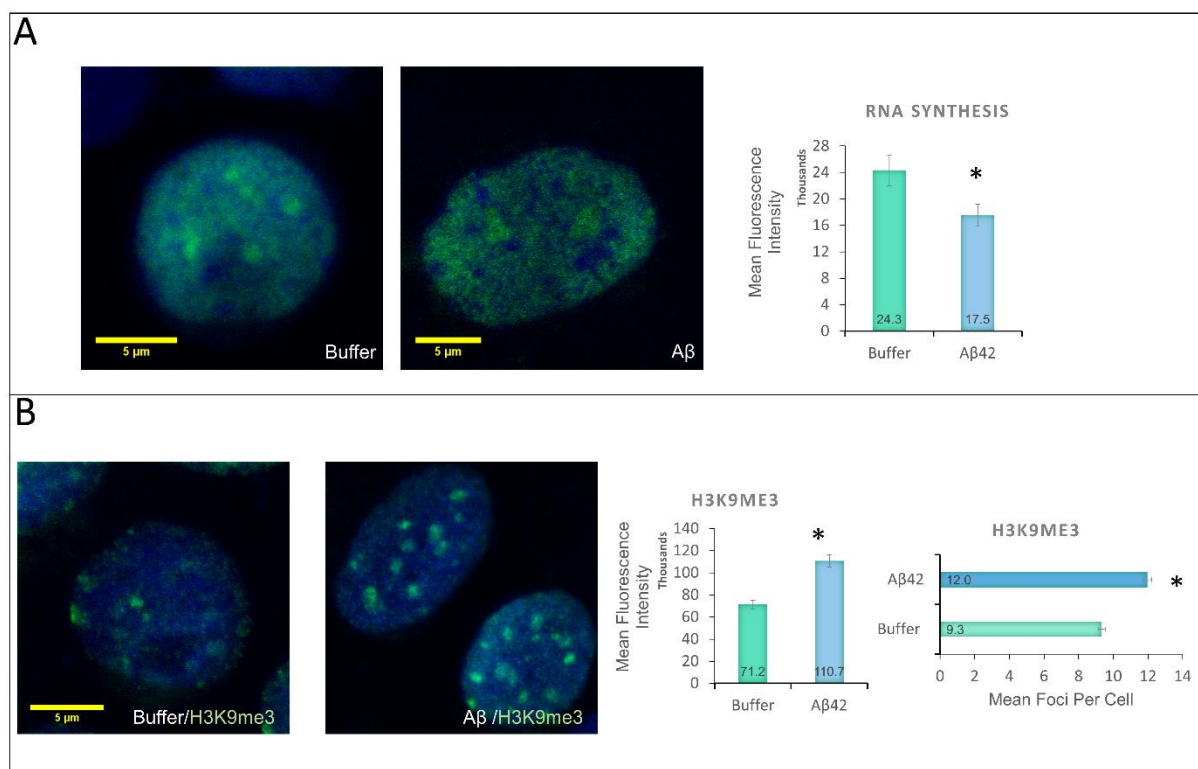 A
5 µm
Buffer
5 µm
Aβ
RNA SYNTHESIS
Mean Fluorescence
Intensity
Thousands
28
24
20
16
12
8
4
0
24.3
17.5
*
Buffer
Aβ42
B
5 µm
Buffer/H3K9me3
Aβ /H3K9me3
H3K9ME3
Mean Fluorescence
Intensity
Thousands
140
120
100
80
60
40
20
0
71.2
110.7
*
Buffer
Aβ42
H3K9ME3
Aβ42
12.0
*
Buffer
9.3
0 2 4 6 8 10 12 14
Mean Foci Per Cell